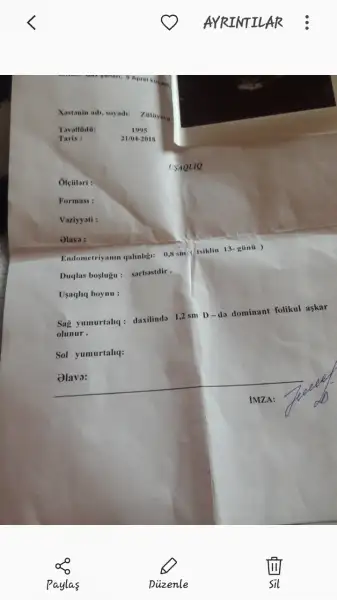 AYRINTILAR
Xəstənin adı, soyadı:
Təvəllüdü: 1995
Tarix : 21/04-2018
UŞAQLIQ
Ölçüləri :
Forması :
Vəziyyəti :
Əlavə :
Endometriyanın qalınlığı: 0,8 sm ( tsiklin 13- günü )
Duqlas boşluğu : sərbəstdir .
Uşaqlıq boynu :
Sağ yumurtalıq : daxilində 1,2 sm D – də dominant folikul aşkar
olunur .
Sol yumurtalıq:
Əlavə:
İMZA:
Paylaş Düzenle Sil